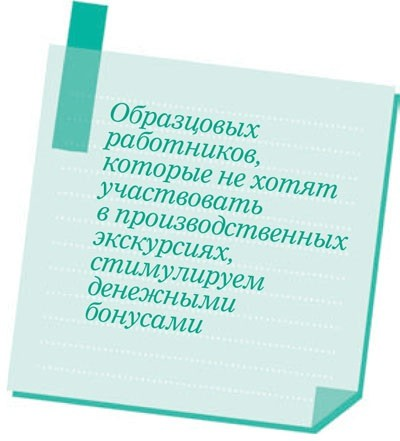 Образцовых
работников,
которые не хотят
участвовать
в производственных
экскурсиях,
стимулируем
денежными
бонусами